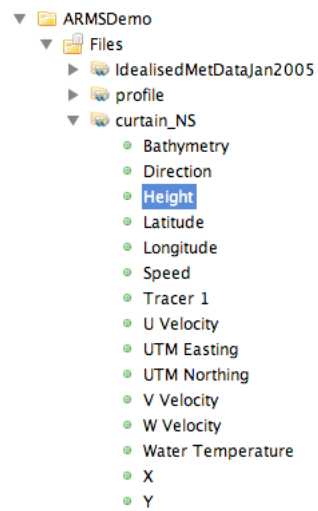 ARMSDemo
Files
IdealisedMetDataJan2005
profile
curtain_NS
Bathymetry
Direction
Height
Latitude
Longitude
Speed
Tracer 1
U Velocity
UTM Easting
UTM Northing
V Velocity
W Velocity
Water Temperature
X
Y